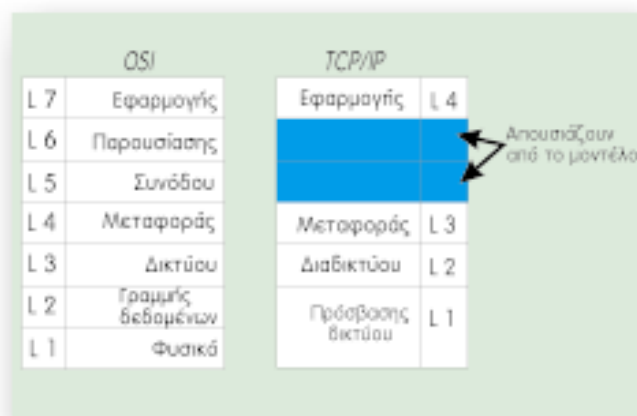 OSI
L 7 Εφαρμογής
L 6 Παρουσίασης
L 5 Συνόδου
L 4 Μεταφοράς
L 3 Δικτύου
L 2 Γραμμής
δεδομένων
L 1 Φυσικό
TCP/IP
Εφαρμογής L 4
Μεταφοράς L 3
Διαδικτύου L 2
Πρόσβασης
δικτύου L 1
Απουσιάζουν
από το μοντέλο